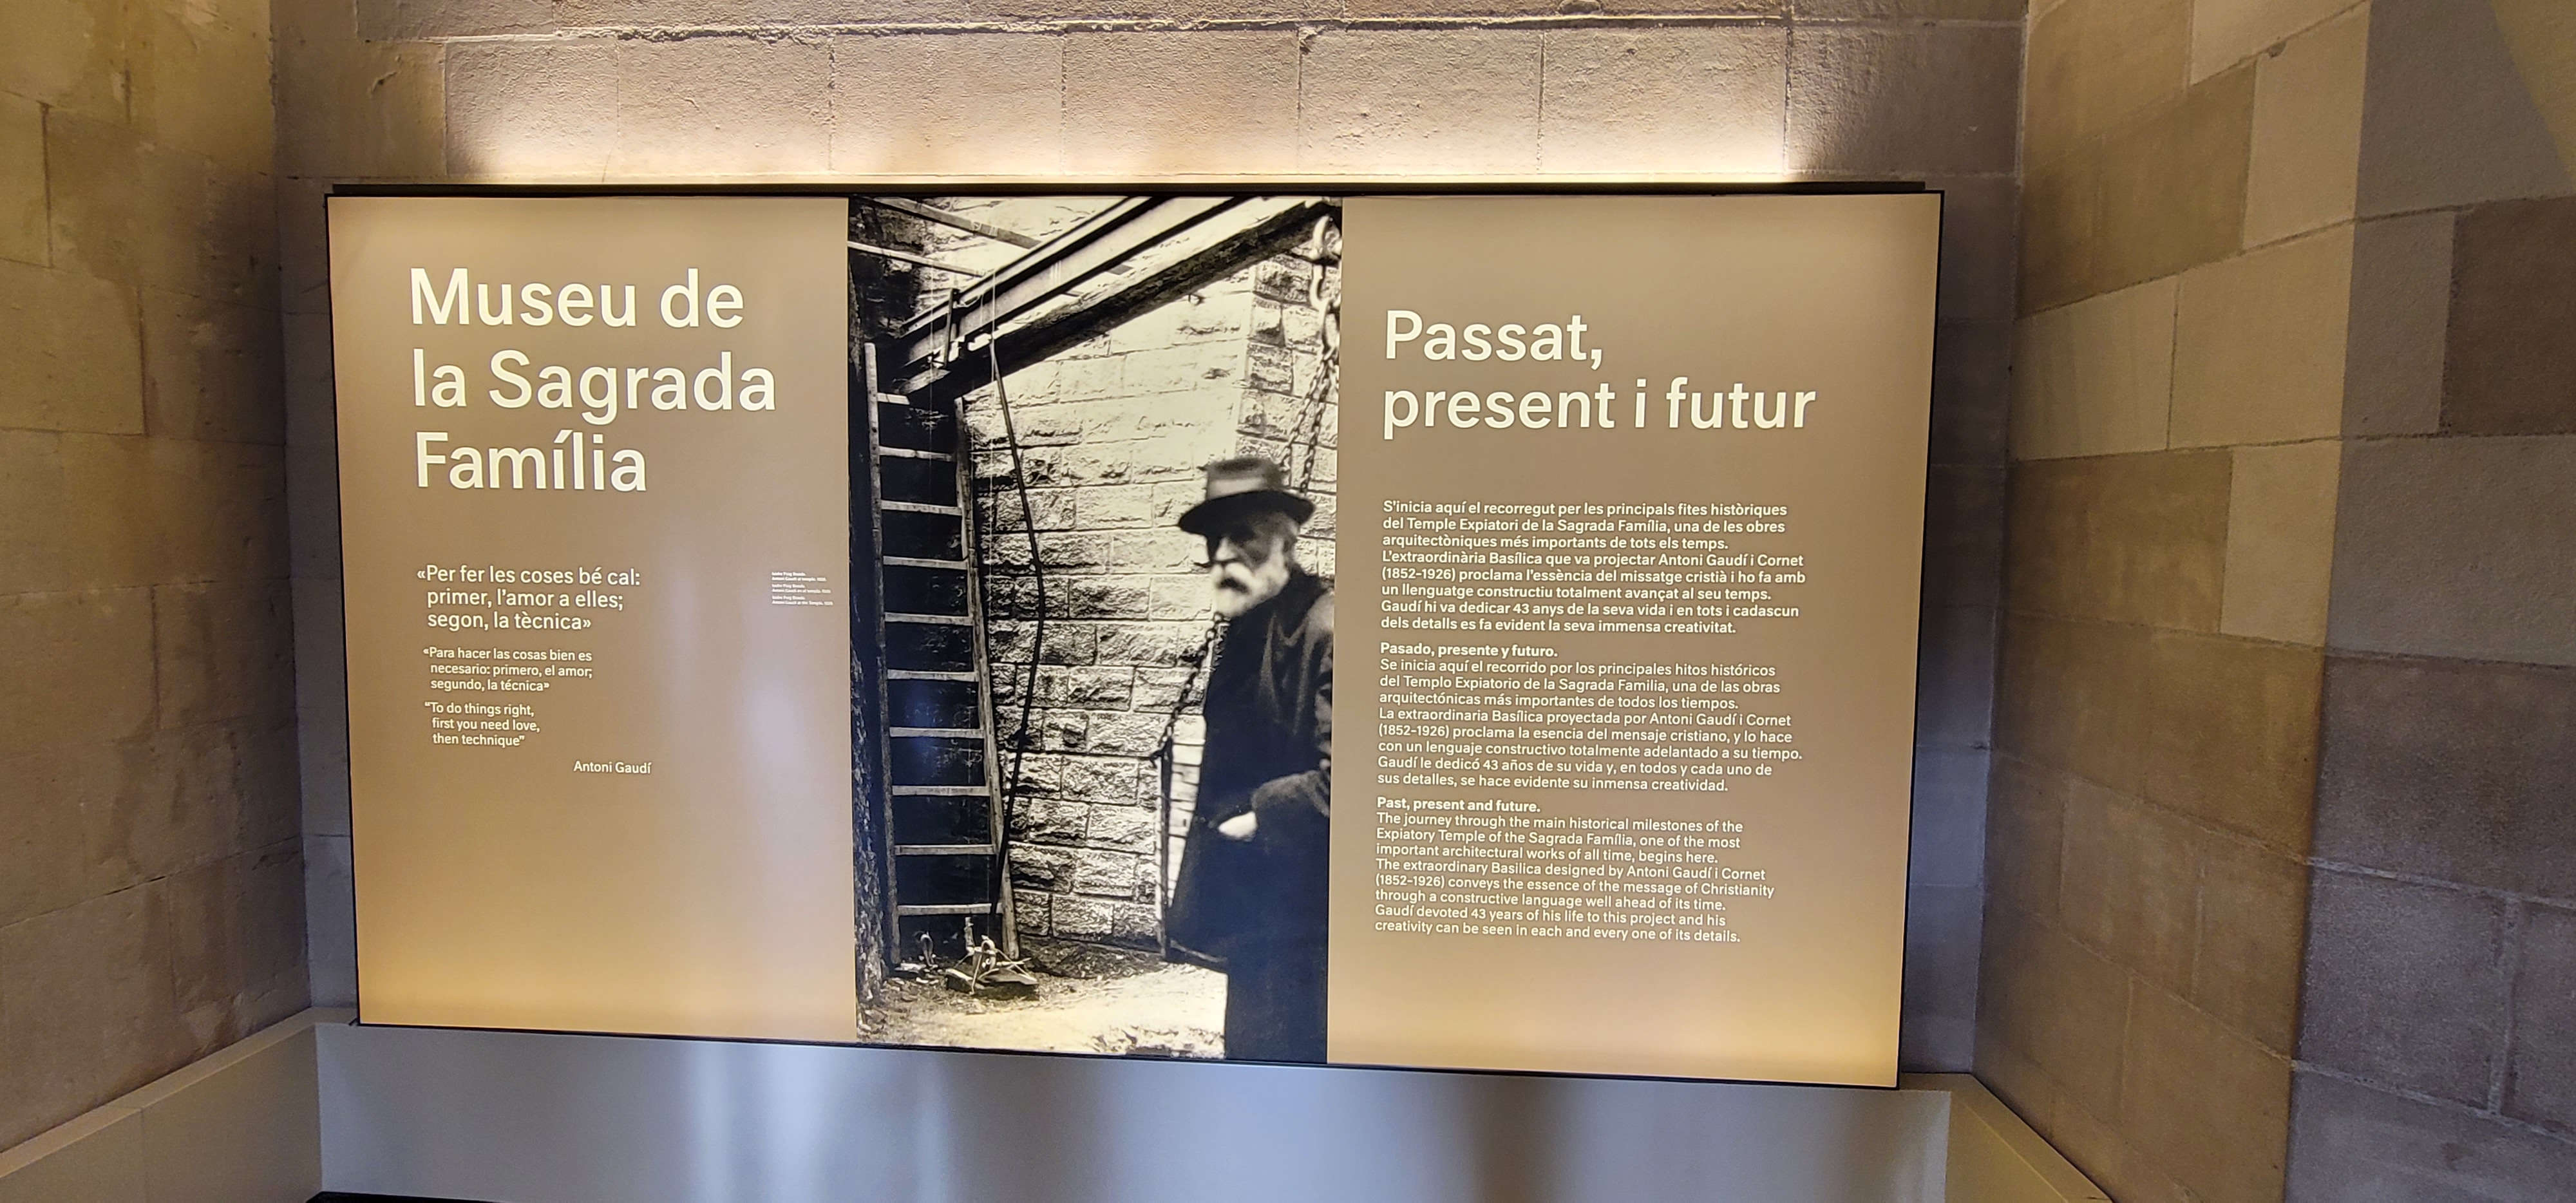 Museu de
la Sagrada
Família
«Per fer les coses bé cal:
primer, l'amor a elles;
segon, la tècnica»
«Para hacer las cosas bien es
necesario: primero, el amor;
segundo, la técnica»
“To do things right,
first you need love,
then technique”
Antoni Gaudí
Passat,
present i futur
S'inicia aquí el recorregut per les principals fites històriques
del Temple Expiatori de la Sagrada Família, una de les obres
arquitectòniques més importants de tots els temps.
L'extraordinària Basílica que va projectar Antoni Gaudí i Cornet
(1852-1926) proclama l'essència del missatge cristià i ho fa amb
un llenguatge constructiu totalment avançat al seu temps.
Gaudí hi va dedicar 43 anys de la seva vida i en tots i cadascun
dels detalls es fa evident la seva immensa creativitat.
Pasado, presente y futuro.
Se inicia aquí el recorrido por los principales hitos históricos
del Templo Expiatorio de la Sagrada Familia, una de las obras
arquitectónicas más importantes de todos los tiempos.
La extraordinaria Basílica proyectada por Antoni Gaudí i Cornet
(1852-1926) proclama la esencia del mensaje cristiano, y lo hace
con un lenguaje constructivo totalmente adelantado a su tiempo.
Gaudí le dedicó 43 años de su vida y, en todos y cada uno de
sus detalles, se hace evidente su inmensa creatividad.
Past, present and future.
The journey through the main historical milestones of the
Expiatory Temple of the Sagrada Família, one of the most
important architectural works of all time, begins here.
The extraordinary Basilica designed by Antoni Gaudí i Cornet
(1852-1926) conveys the essence of the message of Christianity
through a constructive language well ahead of its time.
Gaudí devoted 43 years of his life to this project and his
creativity can be seen in each and every one of its details.